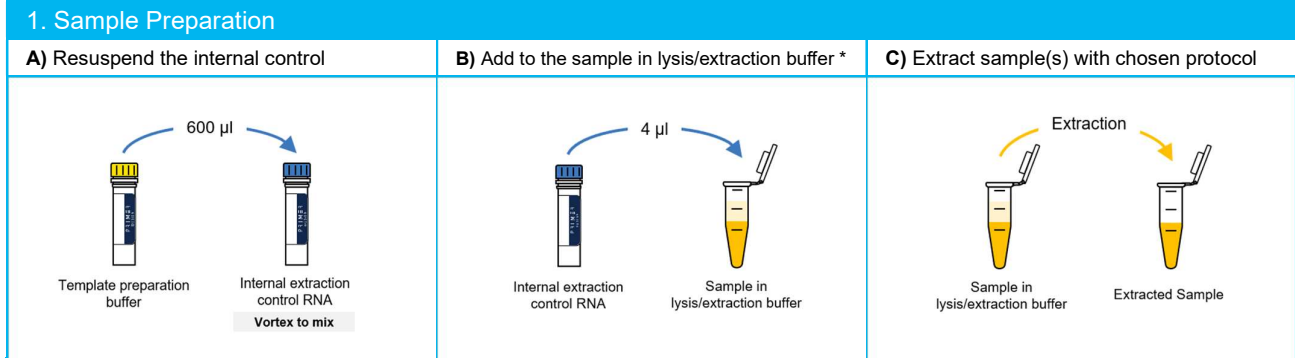 1. Sample Preparation
A) Resuspend the internal control
B) Add to the sample in lysis/extraction buffer *
C) Extract sample(s) with chosen protocol
600 µl
Template preparation
buffer
Internal extraction
control RNA
Vortex to mix
4 µl
Internal extraction
control RNA
Sample in
lysis/extraction buffer
Extraction
Sample in
lysis/extraction buffer
Extracted Sample